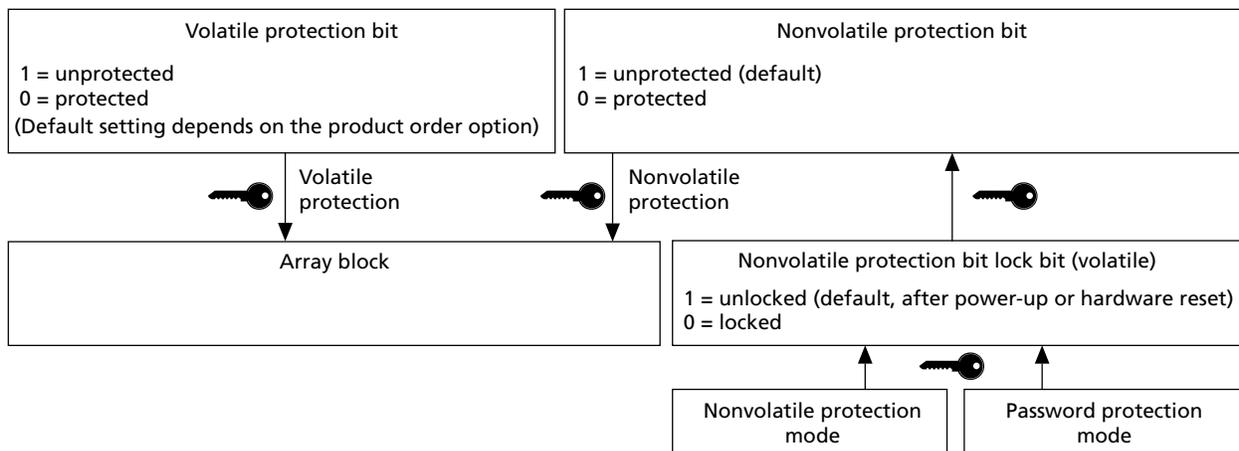 Volatile protection bit
1 = unprotected
0 = protected
(Default setting depends on the product order option)
Nonvolatile protection bit
1 = unprotected (default)
0 = protected
Volatile
protection
Nonvolatile
protection
Array block
Nonvolatile protection bit lock bit (volatile)
1 = unlocked (default, after power-up or hardware reset)
0 = locked
Nonvolatile protection
mode
Password protection
mode